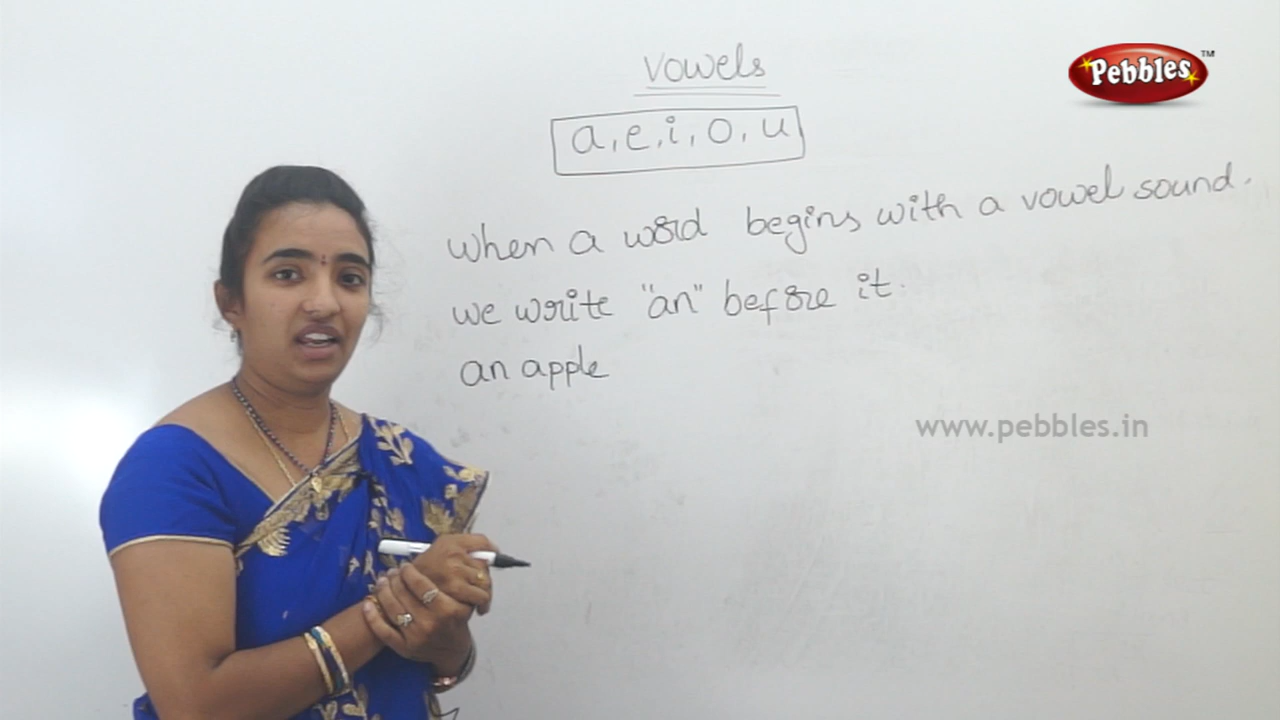 Vowels
a, e, i, o, u
When a word begins with a vowel sound.
we write "an" before it.
an apple
Pebbles™
www.pebbles.in